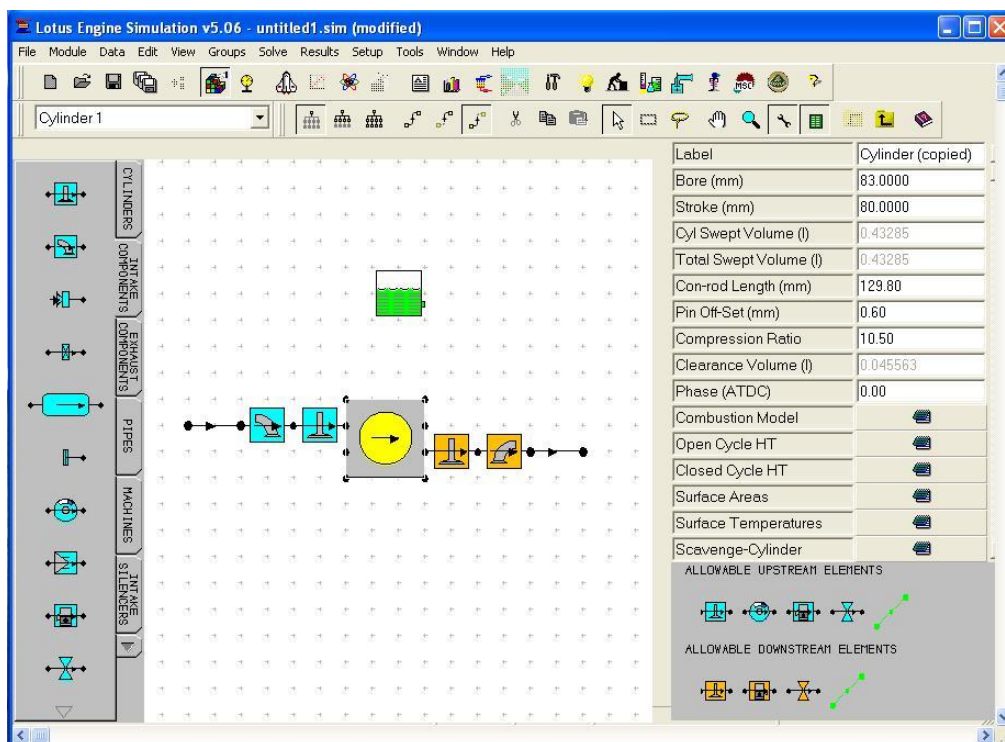 Lotus Engine Simulation v5.06 - untitled1.sim (modified)
File Module Data Edit View Groups Solve Results Setup Tools Window Help
Cylinder 1
CYLINDERS
INTAKE COMPONENTS
EXHAUST COMPONENTS
PIPES
MACHINES
INTAKE SILENCERS
Label Cylinder (copied)
Bore (mm) 83.0000
Stroke (mm) 80.0000
Cyl Swept Volume (l) 0.43285
Total Swept Volume (l) 0.43285
Con-rod Length (mm) 129.80
Pin Off-Set (mm) 0.60
Compression Ratio 10.50
Clearance Volume (l) 0.045563
Phase (ATDC) 0.00
Combustion Model
Open Cycle HT
Closed Cycle HT
Surface Areas
Surface Temperatures
Scavenge-Cylinder
ALLOWABLE UPSTREAM ELEMENTS
ALLOWABLE DOWNSTREAM ELEMENTS